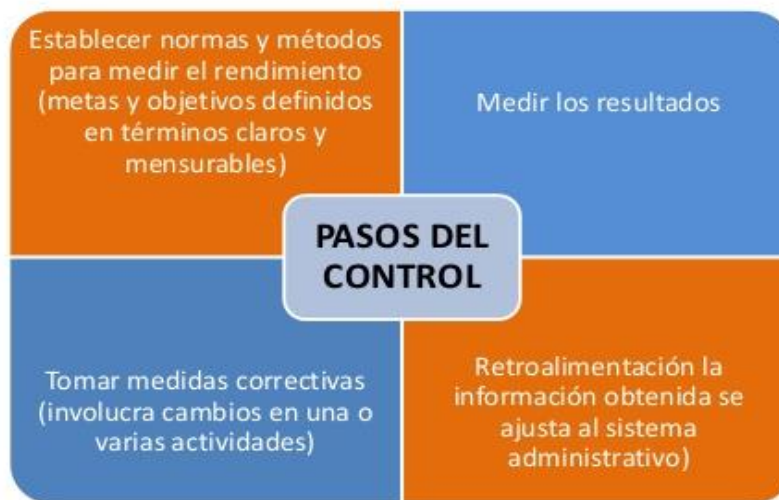 Establecer normas y métodos
para medir el rendimiento
(metas y objetivos definidos
en términos claros y
mensurables)
Medir los resultados
PASOS DEL
CONTROL
Tomar medidas correctivas
(involucra cambios en una o
varias actividades)
Retroalimentación la
información obtenida se
ajusta al sistema
administrativo)